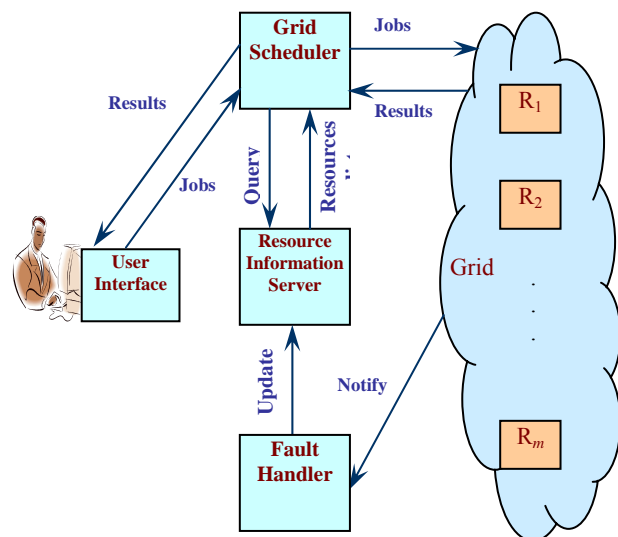 Grid
Scheduler
Jobs
Results
Results
Jobs
Query
Resources
R1
R2
Grid
.
.
.
Rm
User
Interface
Resource
Information
Server
Update
Notify
Fault
Handler